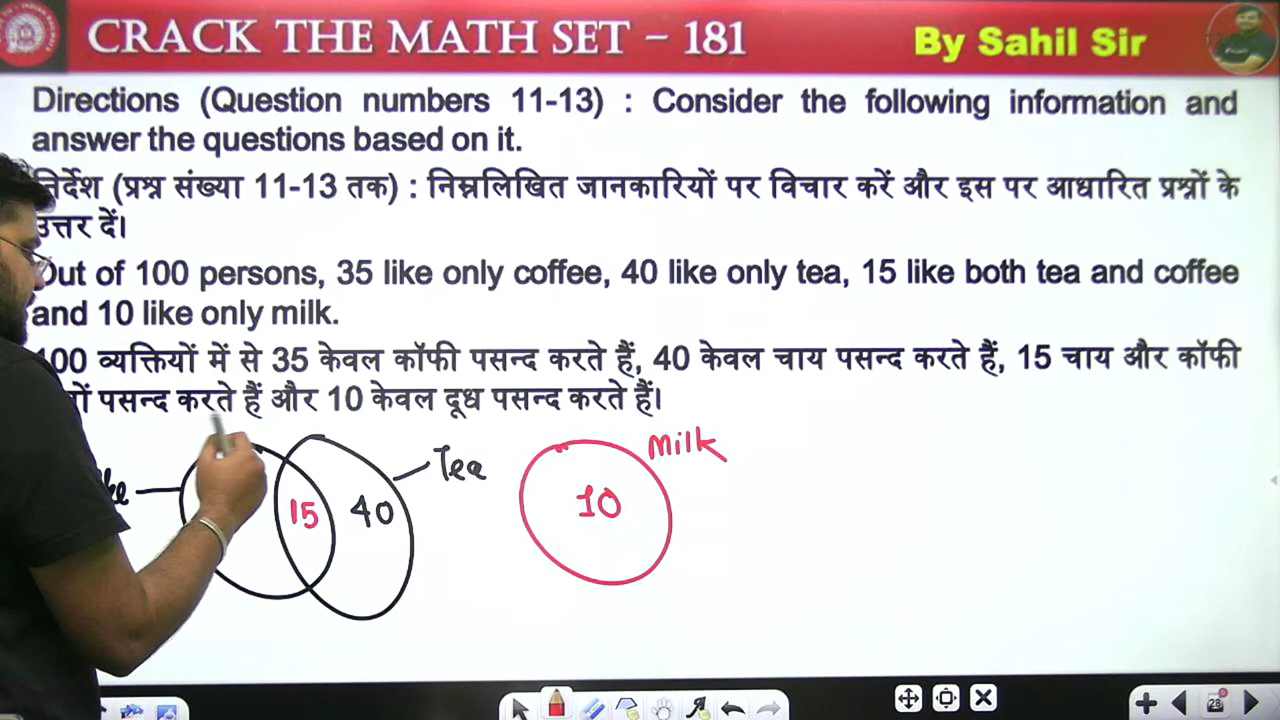 CRACK THE MATH SET – 181
By Sahil Sir
Directions (Question numbers 11-13) : Consider the following information and
answer the questions based on it.
निर्देश (प्रश्न संख्या 11-13 तक) : निम्नलिखित जानकारियों पर विचार करें और इस पर आधारित प्रश्नों के
उत्तर दें।
Out of 100 persons, 35 like only coffee, 40 like only tea, 15 like both tea and coffee
and 10 like only milk.
100 व्यक्तियों में से 35 केवल कॉफी पसन्द करते हैं, 40 केवल चाय पसन्द करते हैं, 15 चाय और कॉफी
पसन्द करते हैं और 10 केवल दूध पसन्द करते हैं।
Milk
Tea
15 40
10
28